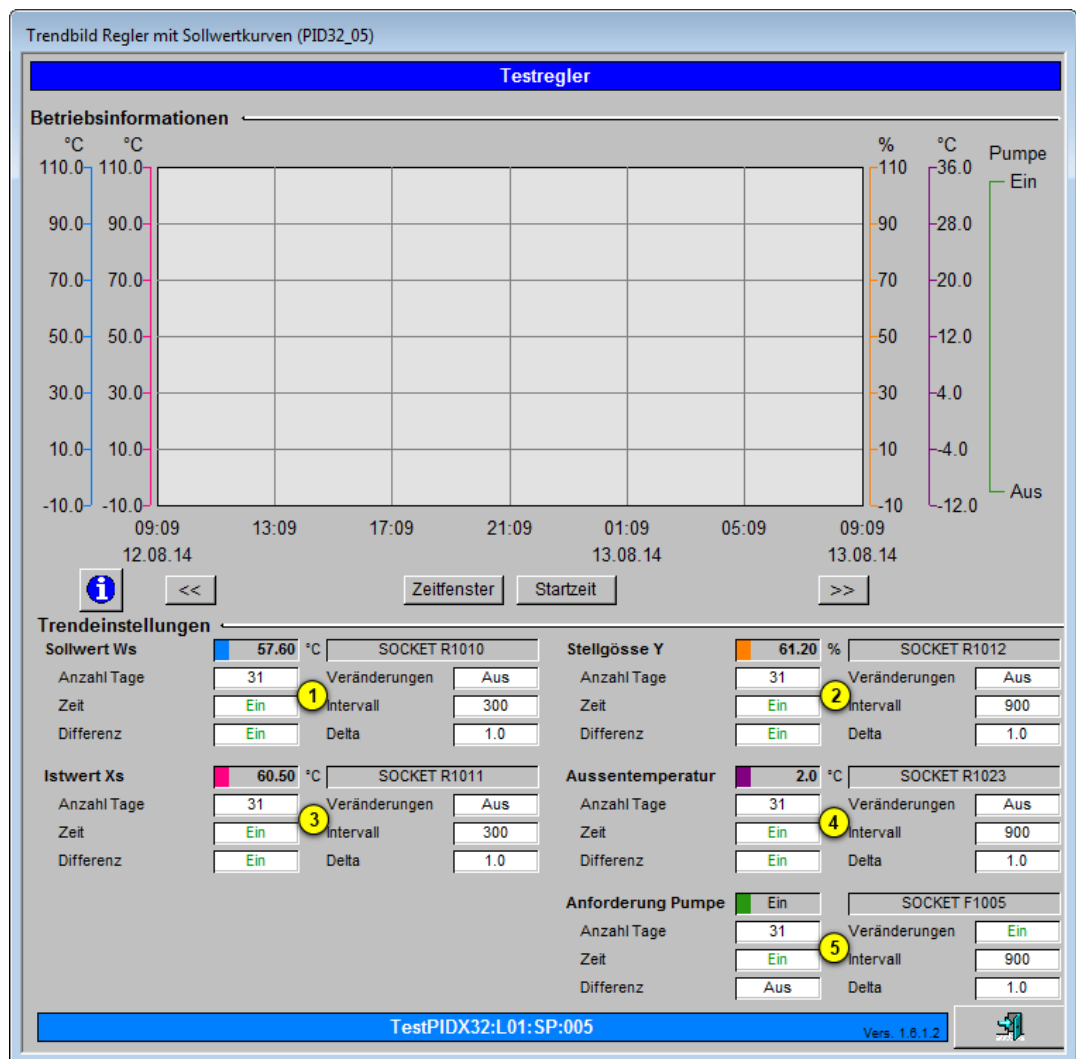 Trendbild Regler mit Sollwertkurven (PID32_05)
Testregler
Betriebsinformationen
°C °C % °C Pumpe
110.0 110.0 110 36.0 Ein
90.0 90.0 90 28.0
70.0 70.0 70 20.0
50.0 50.0 50 12.0
30.0 30.0 30 4.0
10.0 10.0 10 -4.0
-10.0 -10.0 -10 -12.0 Aus
09:09 13:09 17:09 21:09 01:09 05:09 09:09
12.08.14 13.08.14 13.08.14
i << Zeitfenster Startzeit >>
Trendeinstellungen
Sollwert Ws 57.60 °C SOCKET R1010
Anzahl Tage 31 Veränderungen Aus
1
Zeit Ein Intervall 300
Differenz Ein Delta 1.0
Stellgösse Y 61.20 % SOCKET R1012
Anzahl Tage 31 Veränderungen Aus
2
Zeit Ein Intervall 900
Differenz Ein Delta 1.0
Istwert Xs 60.50 °C SOCKET R1011
Anzahl Tage 31 Veränderungen Aus
3
Zeit Ein Intervall 300
Differenz Ein Delta 1.0
Aussentemperatur 2.0 °C SOCKET R1023
Anzahl Tage 31 Veränderungen Aus
4
Zeit Ein Intervall 900
Differenz Ein Delta 1.0
Anforderung Pumpe Ein SOCKET F1005
Anzahl Tage 31 Veränderungen Ein
5
Zeit Ein Intervall 900
Differenz Aus Delta 1.0
TestPIDX32:L01:SP:005
Vers. 1.6.1.2